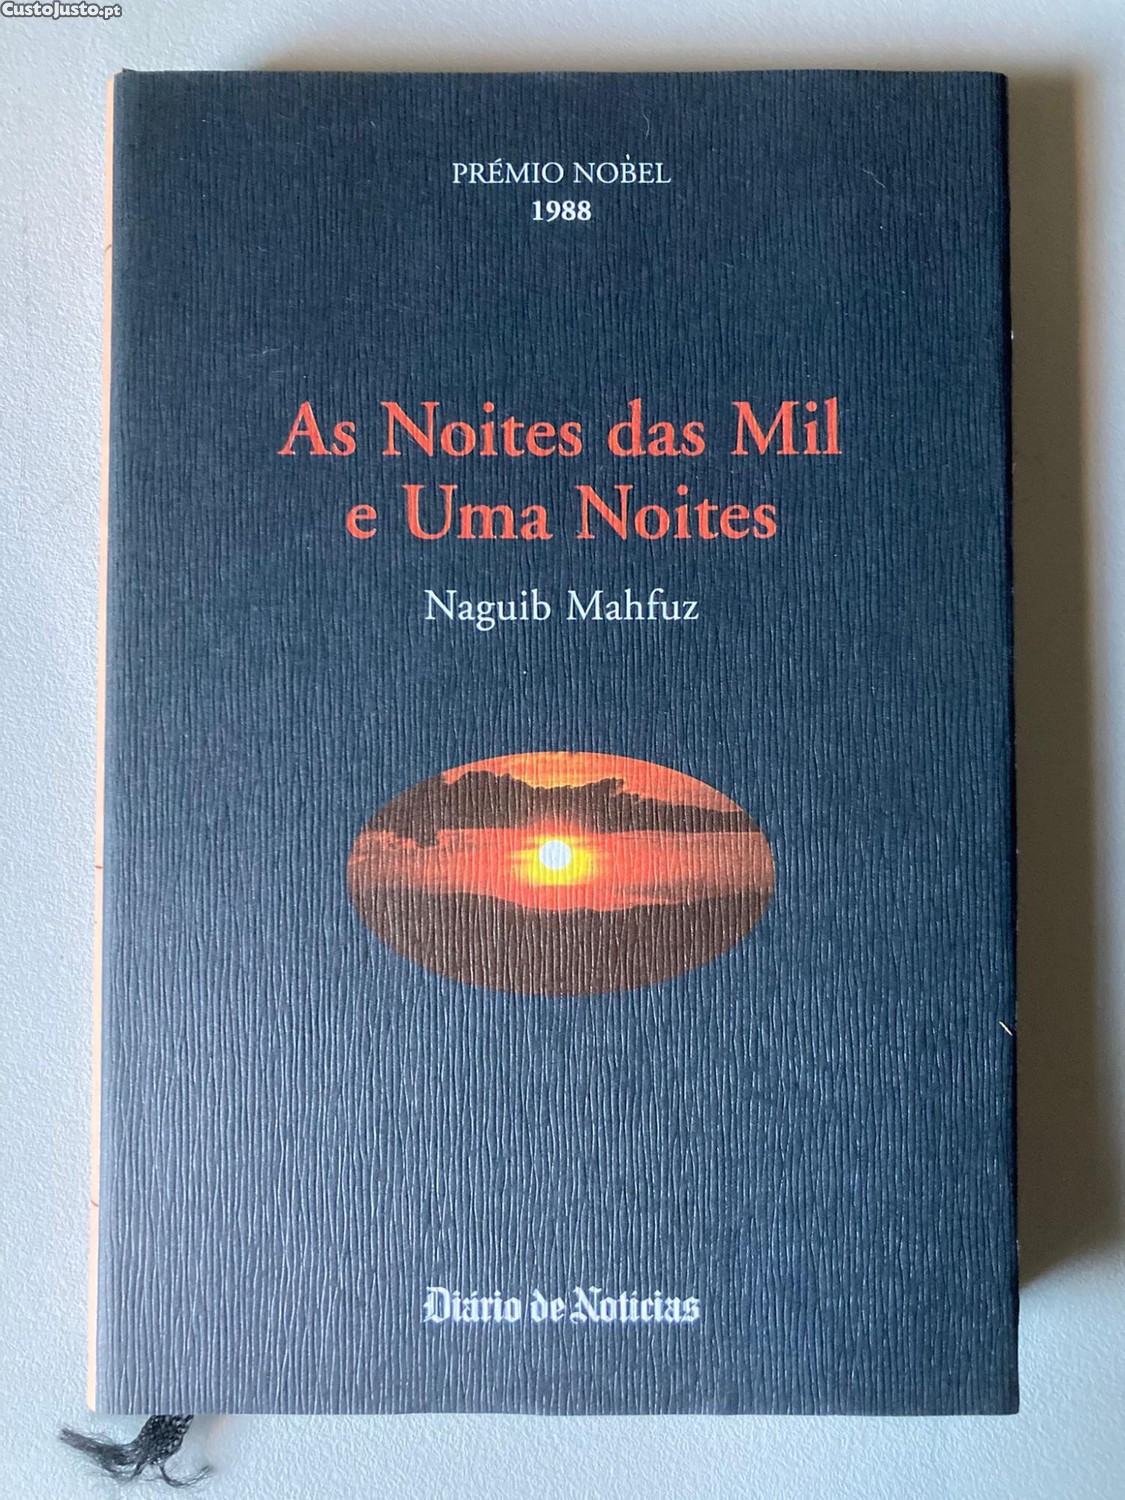 CustoJusto.pt
PRÉMIO NOBEL
1988
As Noites das Mil
e Uma Noites
Naguib Mahfuz
Diário de Notícias